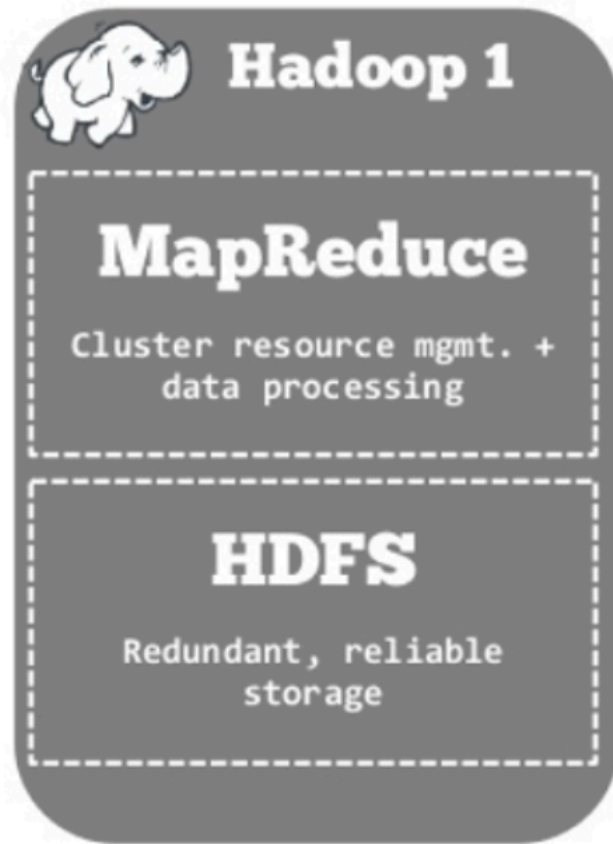 Hadoop 1
MapReduce
Cluster resource mgmt. +
data processing
HDFS
Redundant, reliable
storage